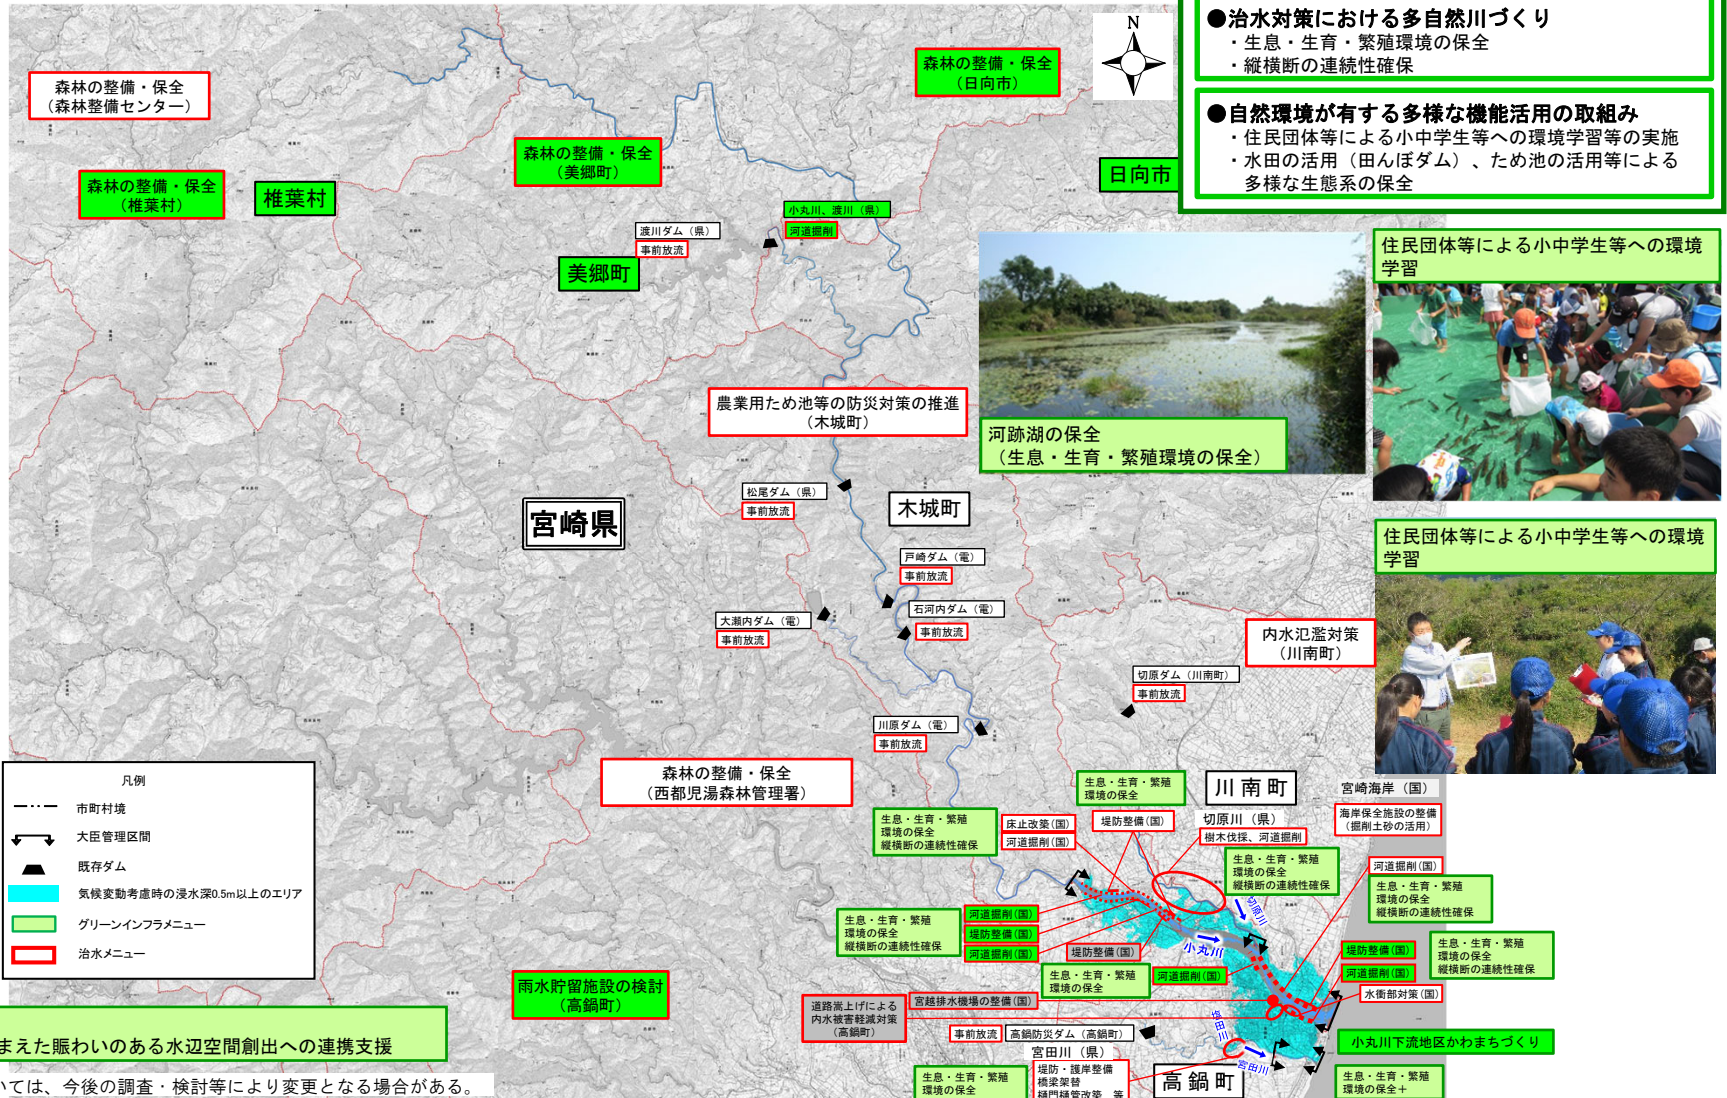 ●治水対策における多自然川づくり
・生息・生育・繁殖環境の保全
・縦横断の連続性確保
●自然環境が有する多様な機能活用の取組み
・住民団体等による小中学生等への環境学習等の実施
・水田の活用（田んぼダム）、ため池の活用等による
多様な生態系の保全
N
森林の整備・保全
（森林整備センター）
森林の整備・保全
（日向市）
森林の整備・保全
（美郷町）
森林の整備・保全
（椎葉村）
椎葉村
日向市
小丸川、渡川（県）
河道掘削
渡川ダム（県）
事前放流
美郷町
住民団体等による小中学生等への環境
学習
農業用ため池等の防災対策の推進
（木城町）
河跡湖の保全
（生息・生育・繁殖環境の保全）
松尾ダム（県）
事前放流
木城町
宮崎県
住民団体等による小中学生等への環境
学習
戸崎ダム（電）
事前放流
石河内ダム（電）
事前放流
大瀬内ダム（電）
事前放流
内水氾濫対策
（川南町）
切原ダム（川南町）
事前放流
川原ダム（電）
事前放流
森林の整備・保全
（西都児湯森林管理署）
凡例
市町村境
大臣管理区間
既存ダム
気候変動考慮時の浸水深0.5m以上のエリア
グリーンインフラメニュー
治水メニュー
生息・生育・繁殖
環境の保全
川南町
宮崎海岸（国）
海岸保全施設の整備
（掘削土砂の活用）
生息・生育・繁殖
環境の保全
縦横断の連続性確保
床止改築(国)
河道掘削(国)
堤防整備(国)
切原川（県）
樹木伐採、河道掘削
生息・生育・繁殖
環境の保全
縦横断の連続性確保
河道掘削(国)
生息・生育・繁殖
環境の保全
縦横断の連続性確保
切原川
生息・生育・繁殖
環境の保全
縦横断の連続性確保
河道掘削(国)
堤防整備(国)
河道掘削(国)
堤防整備(国)
小丸川
生息・生育・繁殖
環境の保全
河道掘削(国)
堤防整備(国)
河道掘削(国)
生息・生育・繁殖
環境の保全
縦横断の連続性確保
水衝部対策(国)
雨水貯留施設の検討
（高鍋町）
道路嵩上げによる
内水被害軽減対策
（高鍋町）
宮越排水機場の整備(国)
事前放流
高鍋防災ダム（高鍋町）
宮田川（県）
堤防・護岸整備
橋梁架替
樋門樋管改築　等
生息・生育・繁殖
環境の保全
宮田川
宮田川
高鍋町
小丸川下流地区かわまちづくり
生息・生育・繁殖
環境の保全＋
まえた賑わいのある水辺空間創出への連携支援
いては、今後の調査・検討等により変更となる場合がある。